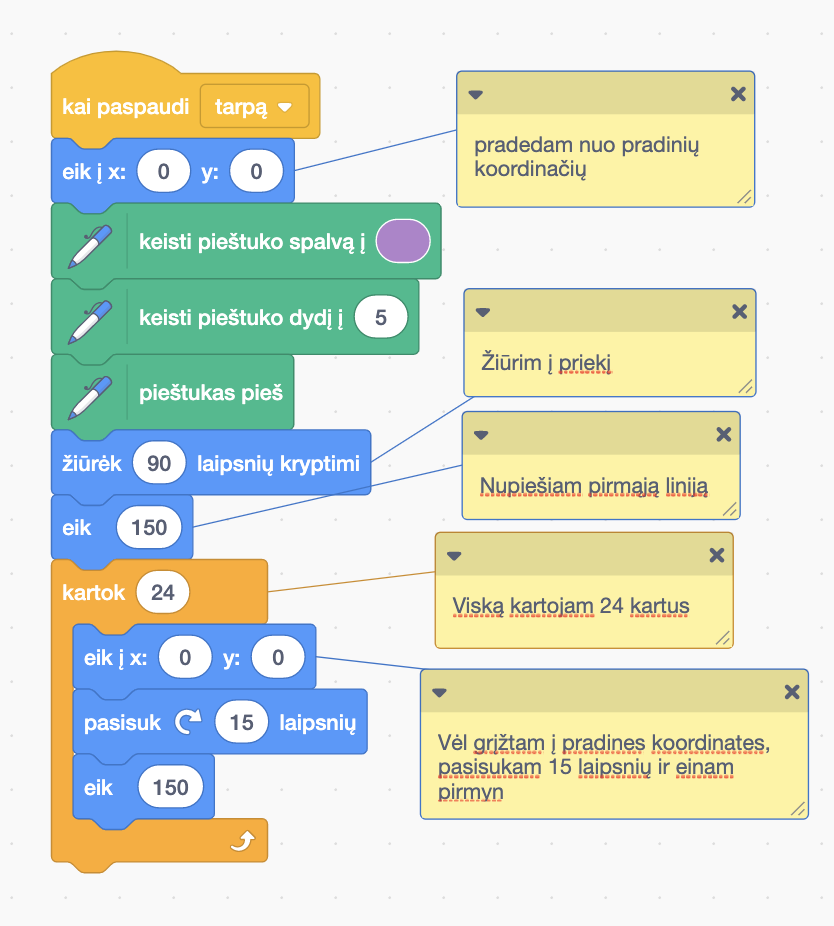 kai paspaudi tarpą
eik į x: 0 y: 0
keisti pieštuko spalvą į
keisti pieštuko dydį į 5
pieštukas pieš
žiūrėk 90 laipsnių kryptimi
eik 150
kartok 24
eik į x: 0 y: 0
pasisuk 15 laipsnių
eik 150
pradedam nuo pradinių
koordinačių
Žiūrim į priekį
Nupiešiam pirmąją liniją
Viską kartojam 24 kartus
Vėl grįžtam į pradines koordinates,
pasisukam 15 laipsnių ir einam
pirmyn